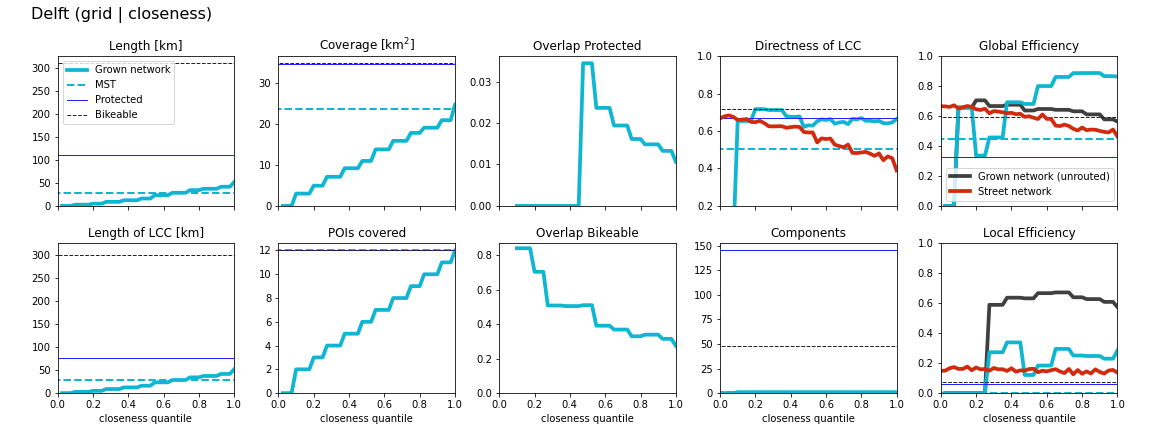 Delft (grid | closeness)
Length [km]
Coverage [km²]
Overlap Protected
Directness of LCC
Global Efficiency
300
250
200
150
100
50
0
Grown network
MST
Protected
Bikeable
30
20
10
0
0.03
0.02
0.01
0.00
1.0
0.8
0.6
0.4
0.2
1.0
0.8
0.6
0.4
0.2
0.0
Grown network (unrouted)
Street network
Length of LCC [km]
POIs covered
Overlap Bikeable
Components
Local Efficiency
300
250
200
150
100
50
0
12
10
8
6
4
2
0
0.8
0.6
0.4
0.2
0.0
150
125
100
75
50
25
0
1.0
0.8
0.6
0.4
0.2
0.0
0.0 0.2 0.4 0.6 0.8 1.0
0.0 0.2 0.4 0.6 0.8 1.0
0.0 0.2 0.4 0.6 0.8 1.0
0.0 0.2 0.4 0.6 0.8 1.0
0.0 0.2 0.4 0.6 0.8 1.0
closeness quantile
closeness quantile
closeness quantile
closeness quantile
closeness quantile